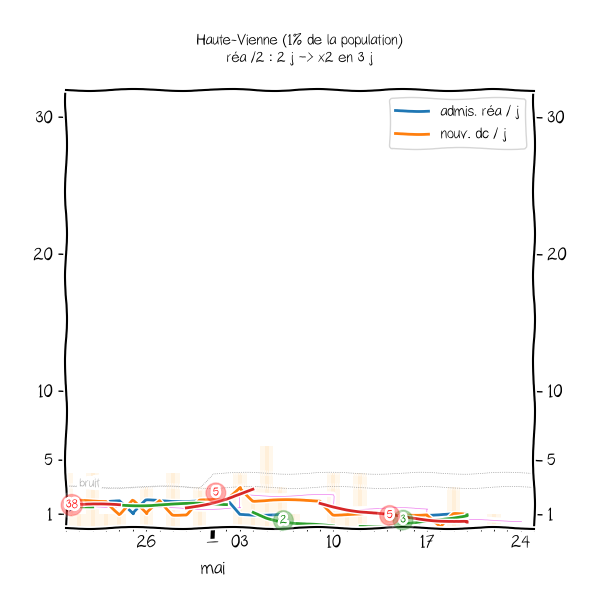 Haute-Vienne (1% de la population)
réa /2 : 2 j -> x2 en 3 j
admis. réa / j
nouv. dc / j
30 30
20 20
10 10
5 5
1 1
bruit
38 5 2 5 3
26 1 03 10 17 24
mai